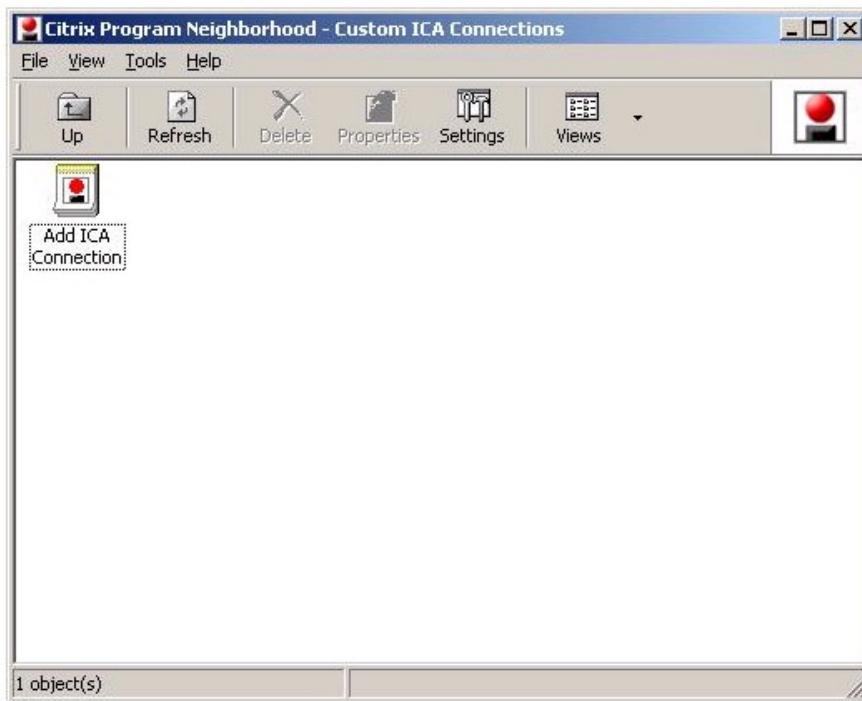 Citrix Program Neighborhood - Custom ICA Connections
File View Tools Help
Up Refresh Delete Properties Settings Views
Add ICA
Connection
1 object(s)